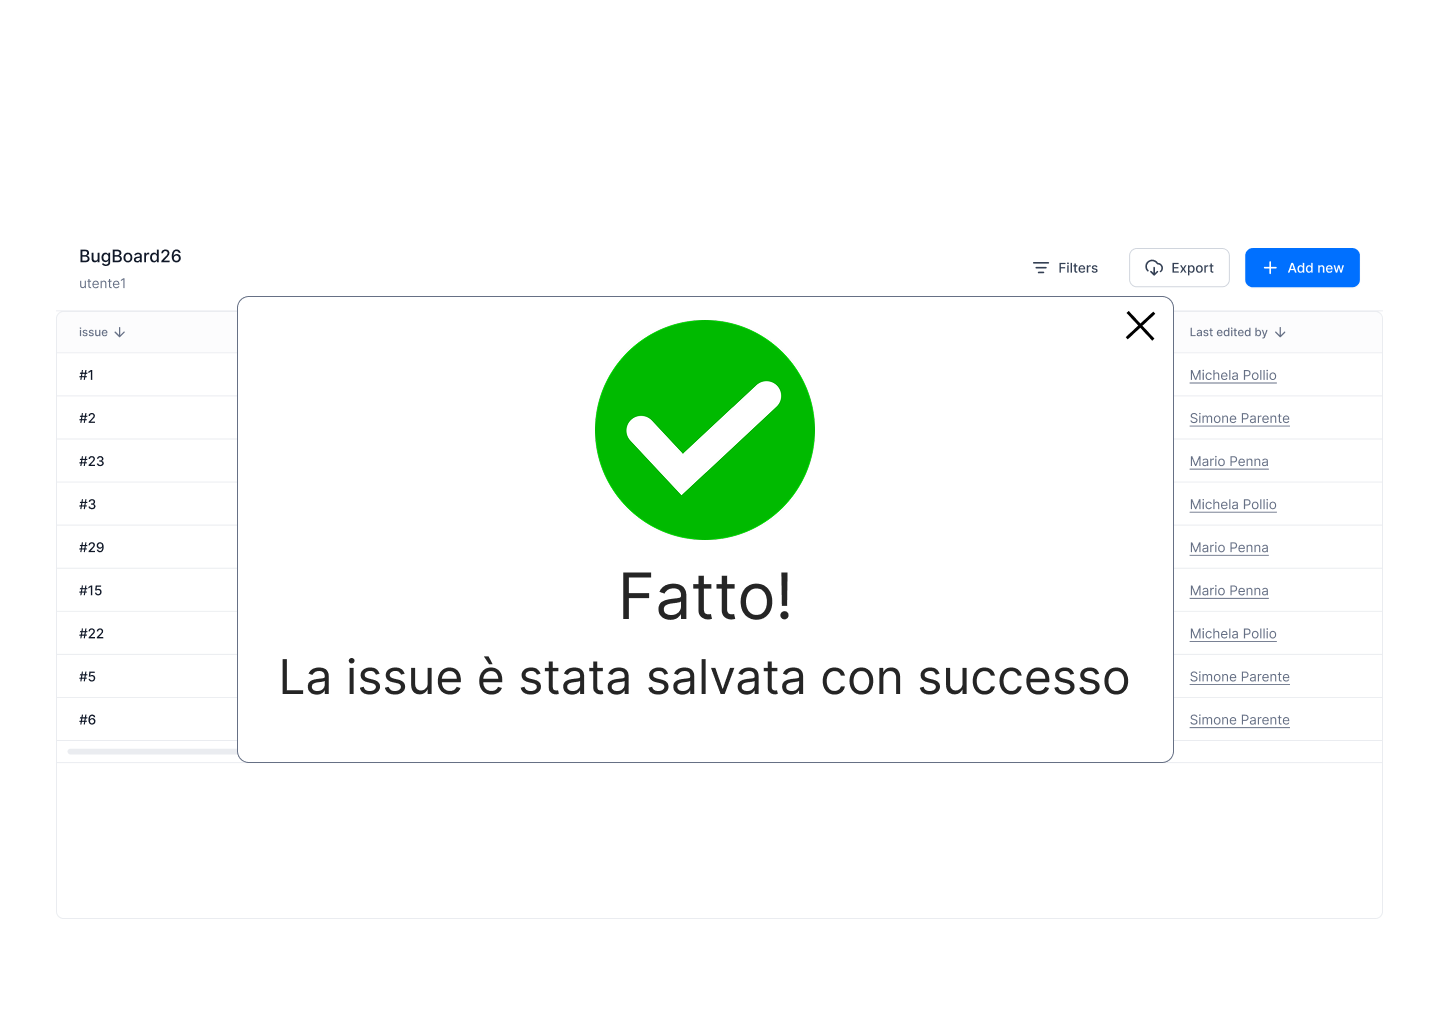 BugBoard26
utente1
Filters
Export
Add new
issue
Last edited by
#1
Michela Pollio
#2
Simone Parente
#23
Mario Penna
#3
Michela Pollio
#29
Mario Penna
#15
Mario Penna
#22
Michela Pollio
#5
Simone Parente
#6
Simone Parente
Fatto!
La issue è stata salvata con successo